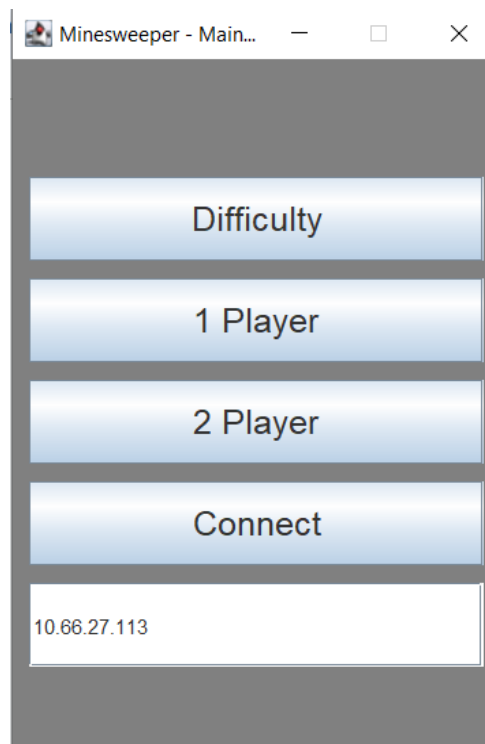 Minesweeper - Main...
Difficulty
1 Player
2 Player
Connect
10.66.27.113